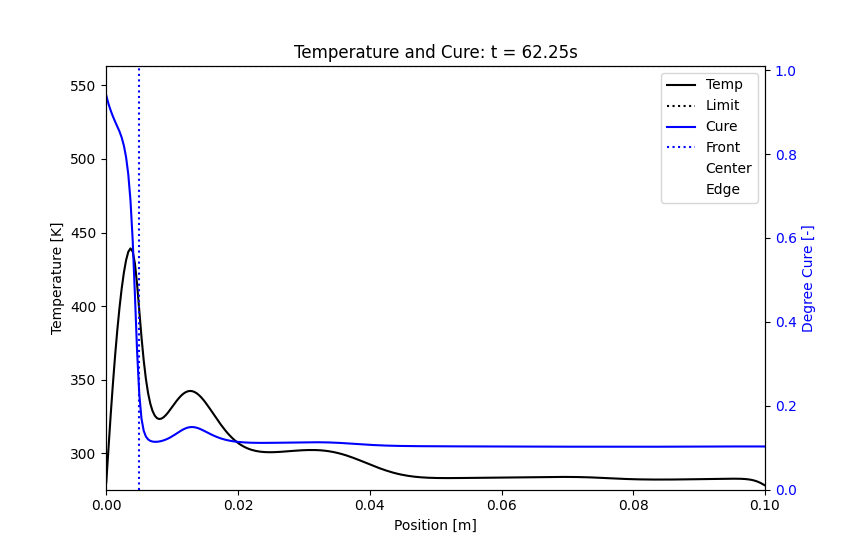 Temperature and Cure: t = 62.25s
Temp
Limit
Cure
Front
Center
Edge
550
500
450
400
350
300
Temperature [K]
1.0
0.8
0.6
0.4
0.2
0.0
Degree Cure [-]
0.00
0.02
0.04
0.06
0.08
0.10
Position [m]